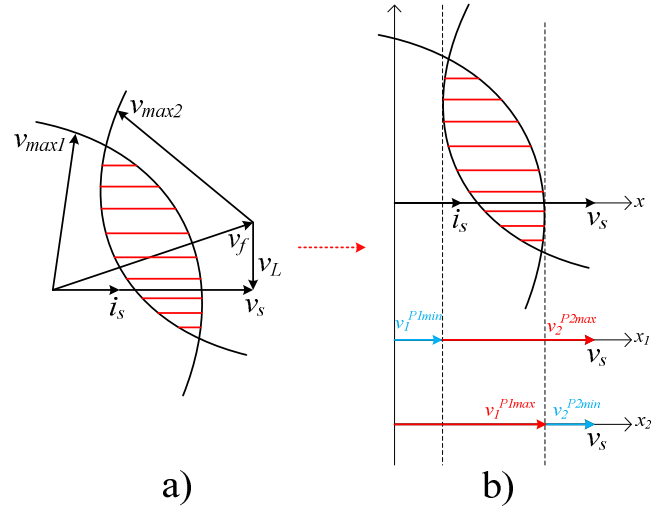 v_max1
v_max2
v_f
v_L
i_s
v_s
a)
x
i_s
v_s
v_1^P1min
v_2^P2max
x_1
v_s
v_1^P1max
v_2^P2min
x_2
v_s
b)